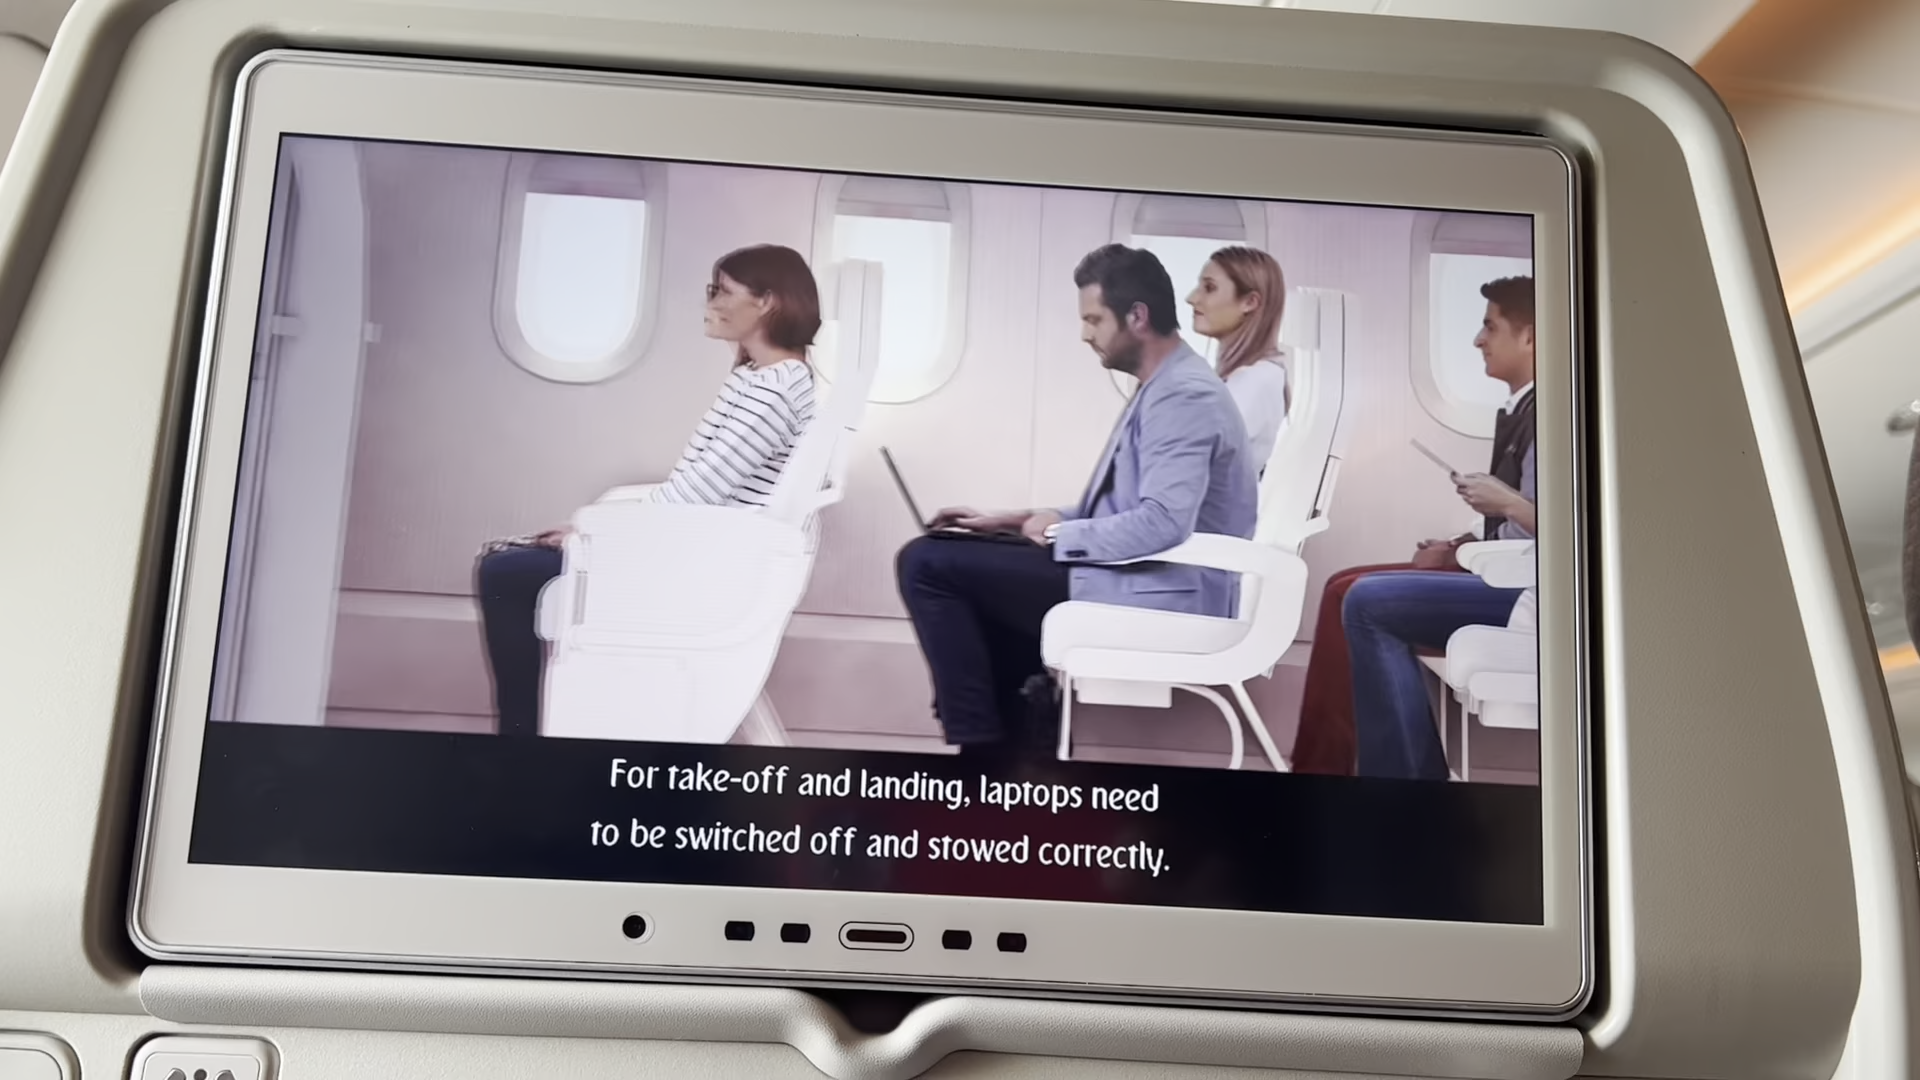 For take-off and landing, laptops need
to be switched off and stowed correctly.